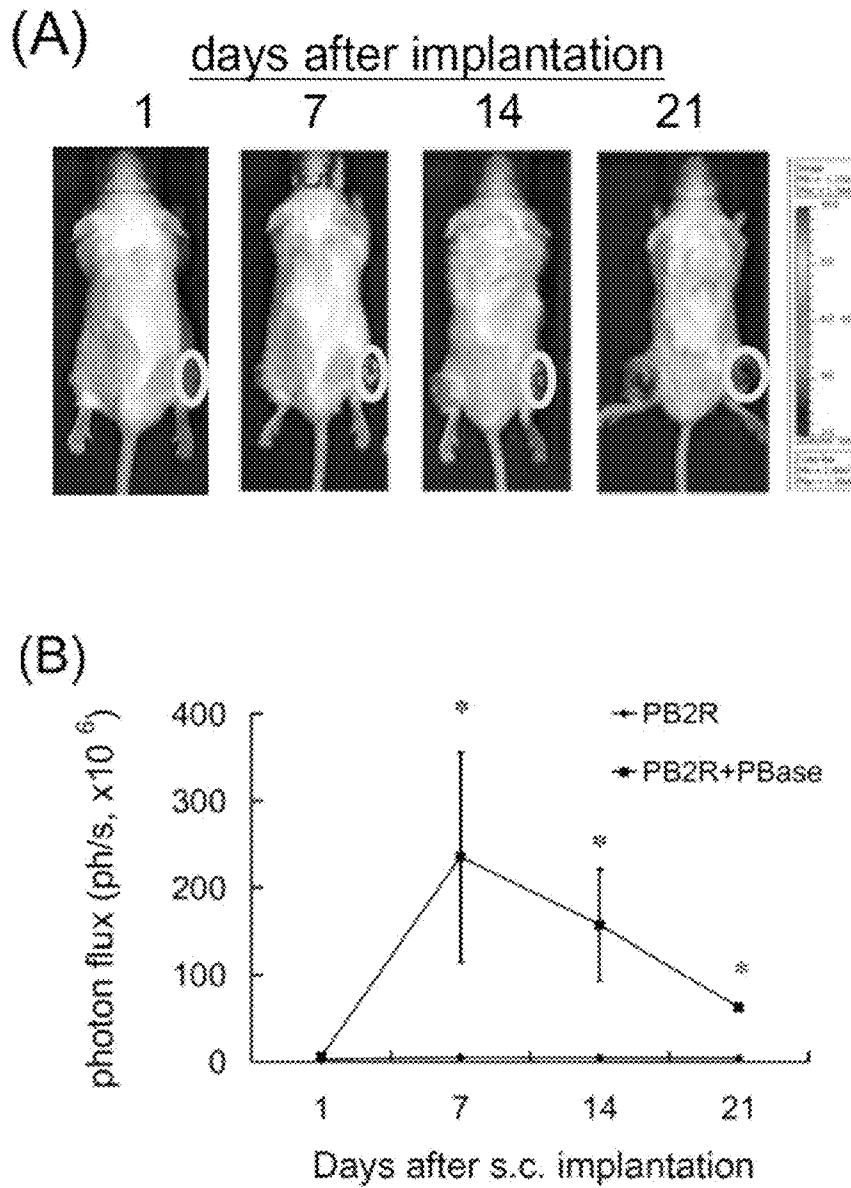 (A)
days after implantation
1 7 14 21
(B)
photon flux (ph/s, x10⁶)
400
300
200
100
0
*
*
*
PB2R
PB2R+PBase
1 7 14 21
Days after s.c. implantation